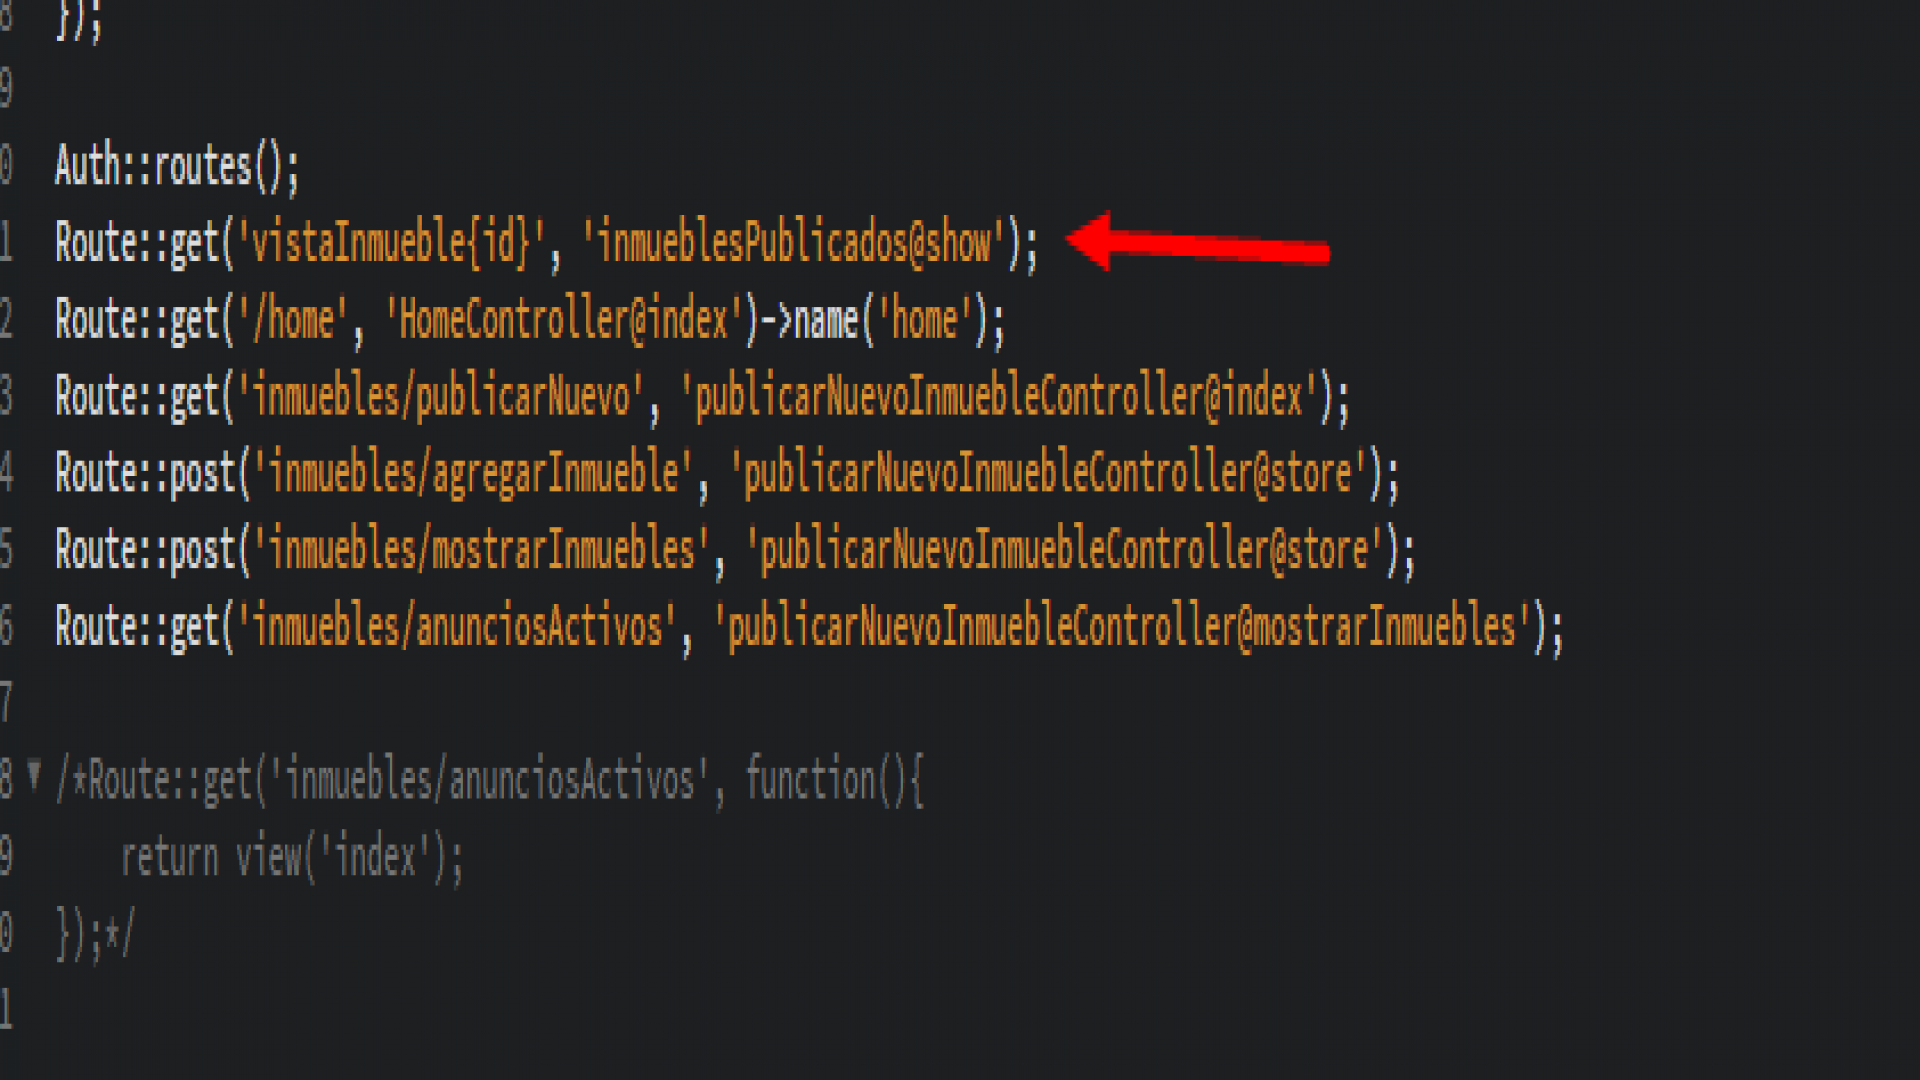 8 });
9
0 Auth::routes();
1 Route::get('vistaInmueble{id}', 'inmueblesPublicados@show');
2 Route::get('/home', 'HomeController@index')->name('home');
3 Route::get('inmuebles/publicarNuevo', 'publicarNuevoInmuebleController@index');
4 Route::post('inmuebles/agregarInmueble', 'publicarNuevoInmuebleController@store');
5 Route::post('inmuebles/mostrarInmuebles', 'publicarNuevoInmuebleController@store');
6 Route::get('inmuebles/anunciosActivos', 'publicarNuevoInmuebleController@mostrarInmuebles');
7
8 /*Route::get('inmuebles/anunciosActivos', function(){
9 return view('index');
0 });*/
1